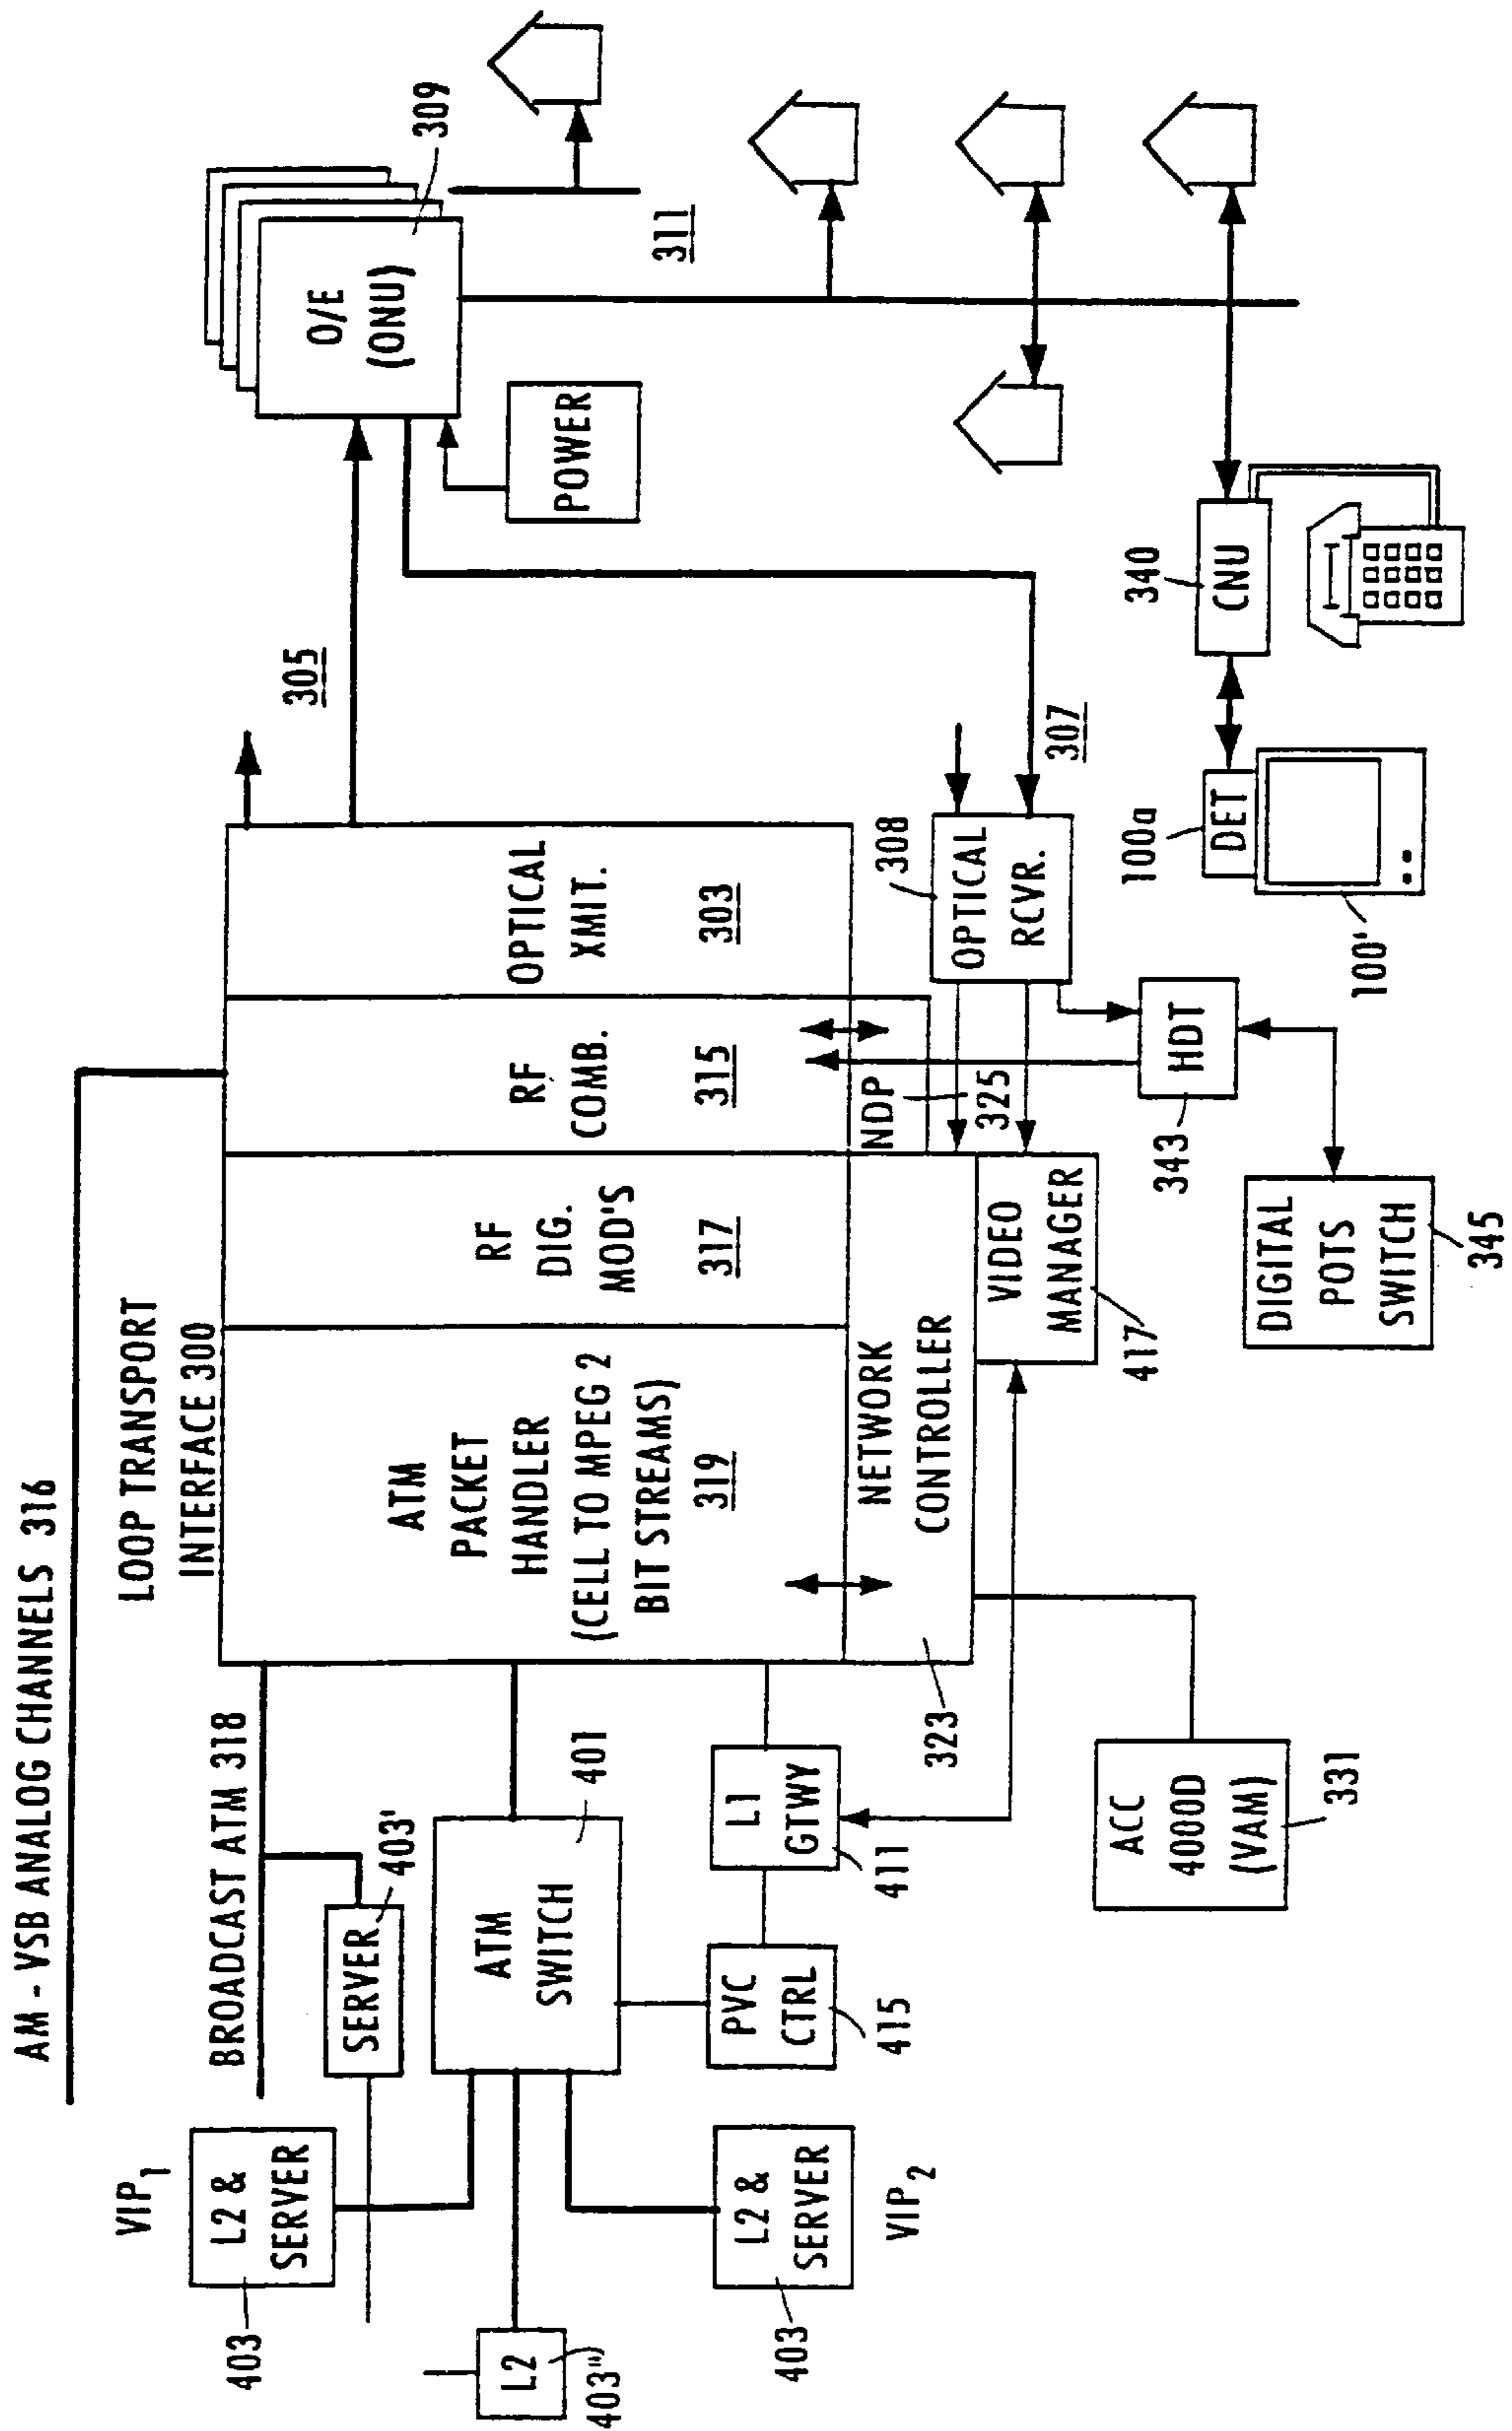 AM - VSB ANALOG CHANNELS 316
LOOP TRANSPORT
INTERFACE 300
BROADCAST ATM 318
VIP1
L2 &
SERVER
403
SERVER
403'
L2
403"
L2 &
SERVER
403
VIP2
ATM
SWITCH
401
PVC
CTRL
415
L1
GTWY
411
ATM
PACKET
HANDLER
(CELL TO MPEG 2
BIT STREAMS)
319
RF
DIG.
MOD'S
317
RF
COMB.
315
OPTICAL
XMIT.
303
NETWORK
CONTROLLER
323
NDP
325
VIDEO
MANAGER
417
ACC
4000D
(VAM)
331
305
O/E
(ONU)
309
311
POWER
307
OPTICAL
RCVR.
308
HDT
343
DIGITAL
POTS
SWITCH
345
CNU
340
DET
100a
100'